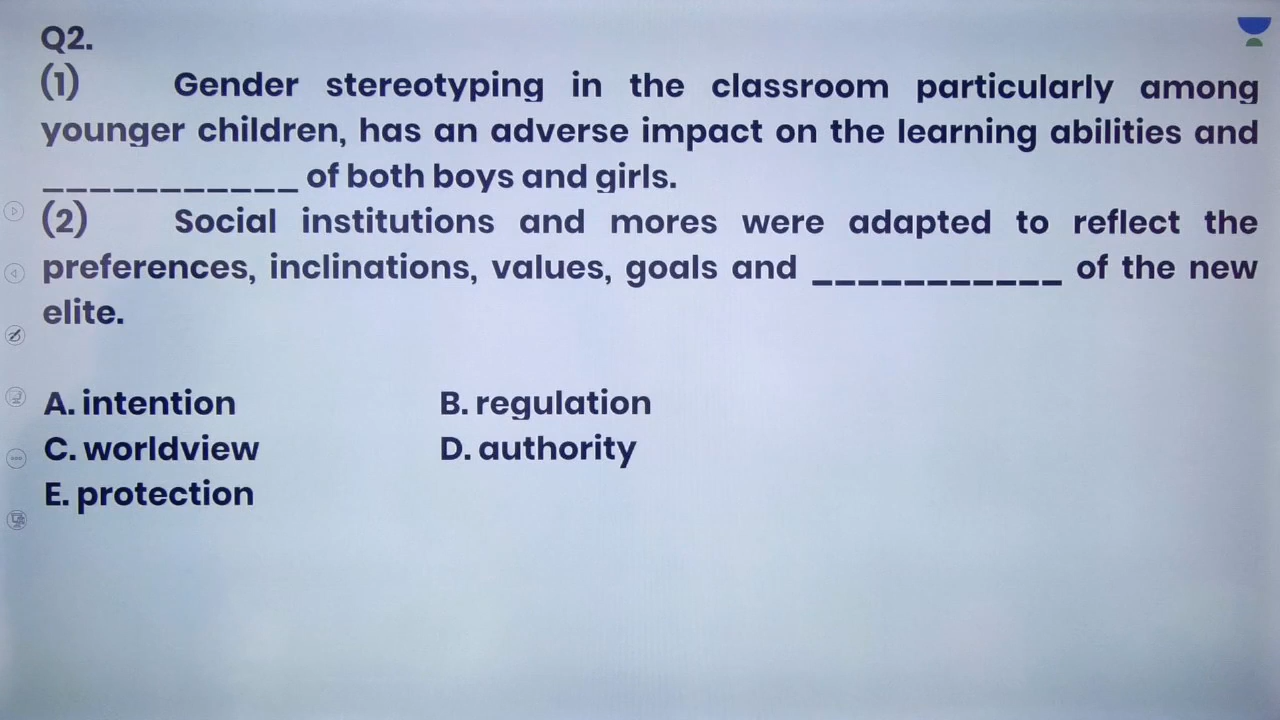 Q2.
(1) Gender stereotyping in the classroom particularly among
younger children, has an adverse impact on the learning abilities and
___________ of both boys and girls.
(2) Social institutions and mores were adapted to reflect the
preferences, inclinations, values, goals and ___________ of the new
elite.
A. intention B. regulation
C. worldview D. authority
E. protection